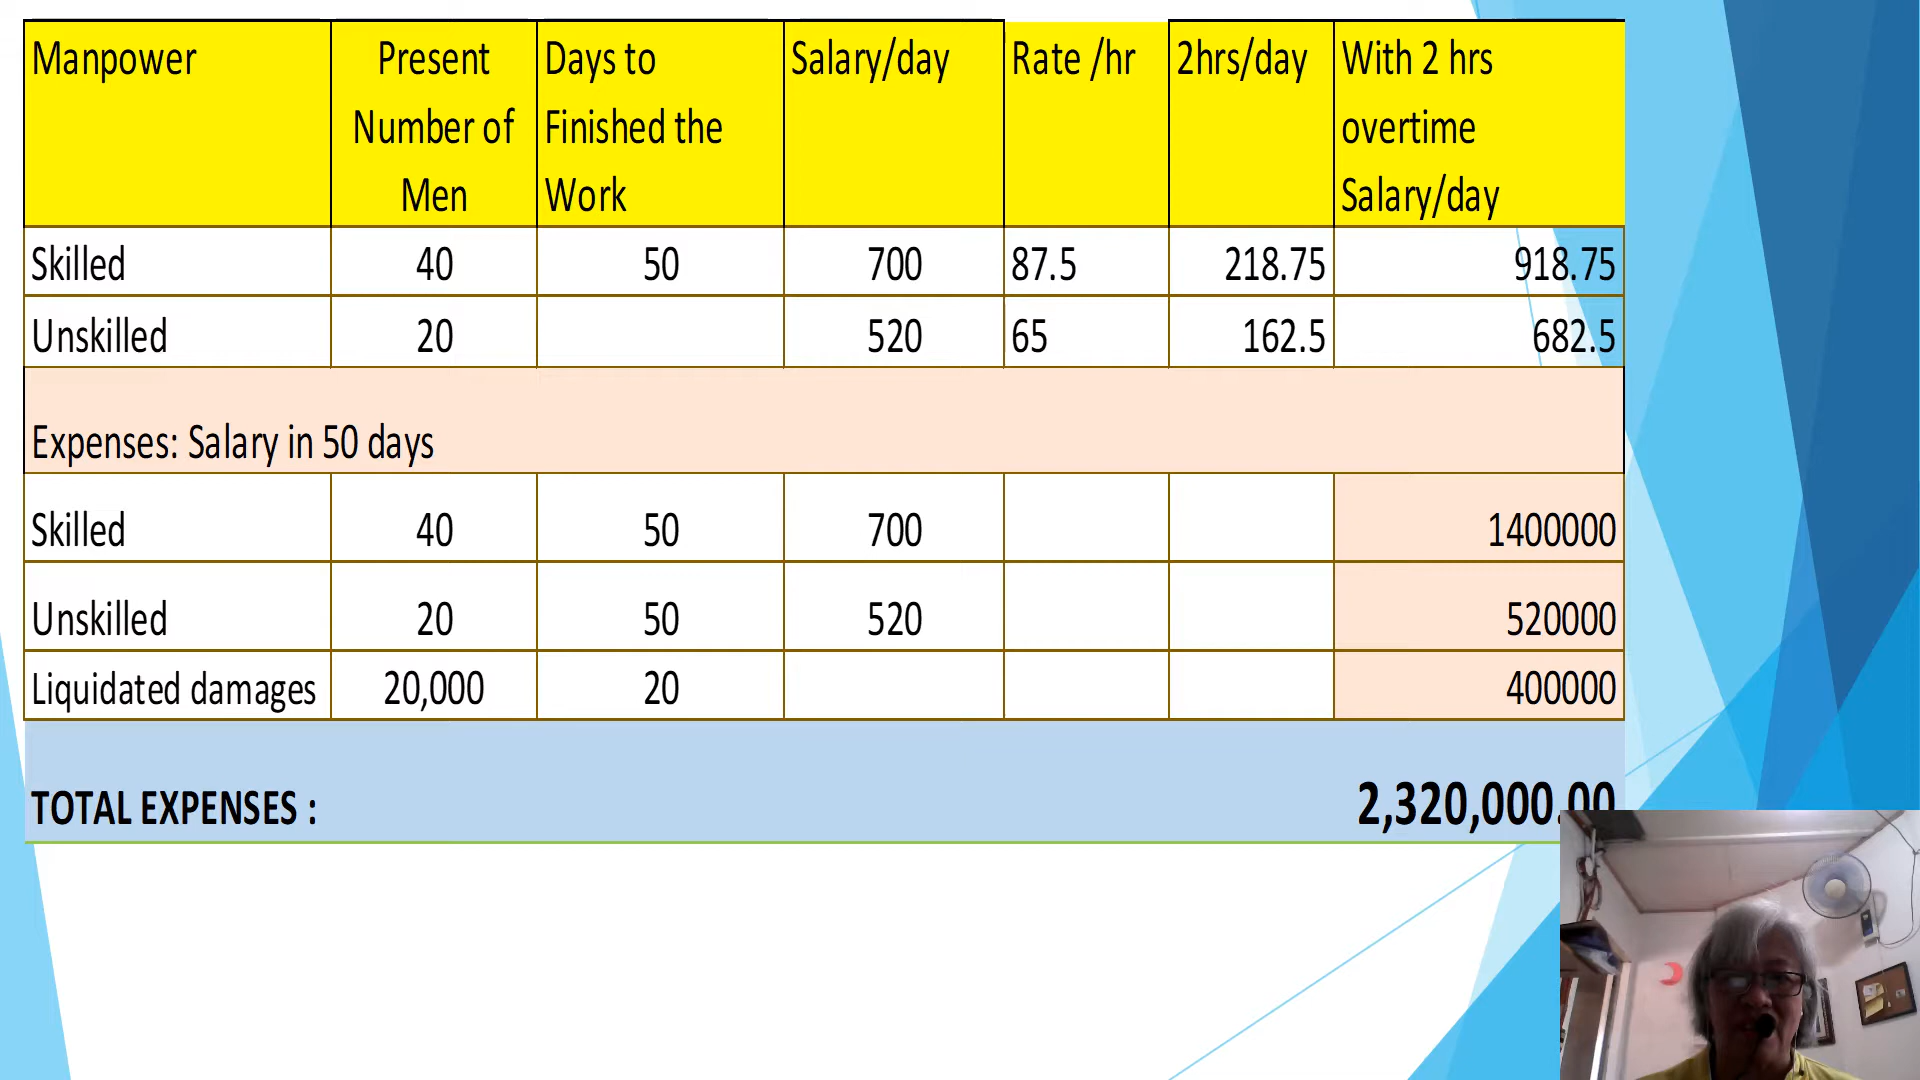 Manpower
Present
Number of
Men
Days to
Finished the
Work
Salary/day
Rate /hr
2hrs/day
With 2 hrs
overtime
Salary/day
Skilled 40 50 700 87.5 218.75 918.75
Unskilled 20 520 65 162.5 682.5
Expenses: Salary in 50 days
Skilled 40 50 700 1400000
Unskilled 20 50 520 520000
Liquidated damages 20,000 20 400000
TOTAL EXPENSES : 2,320,000.00